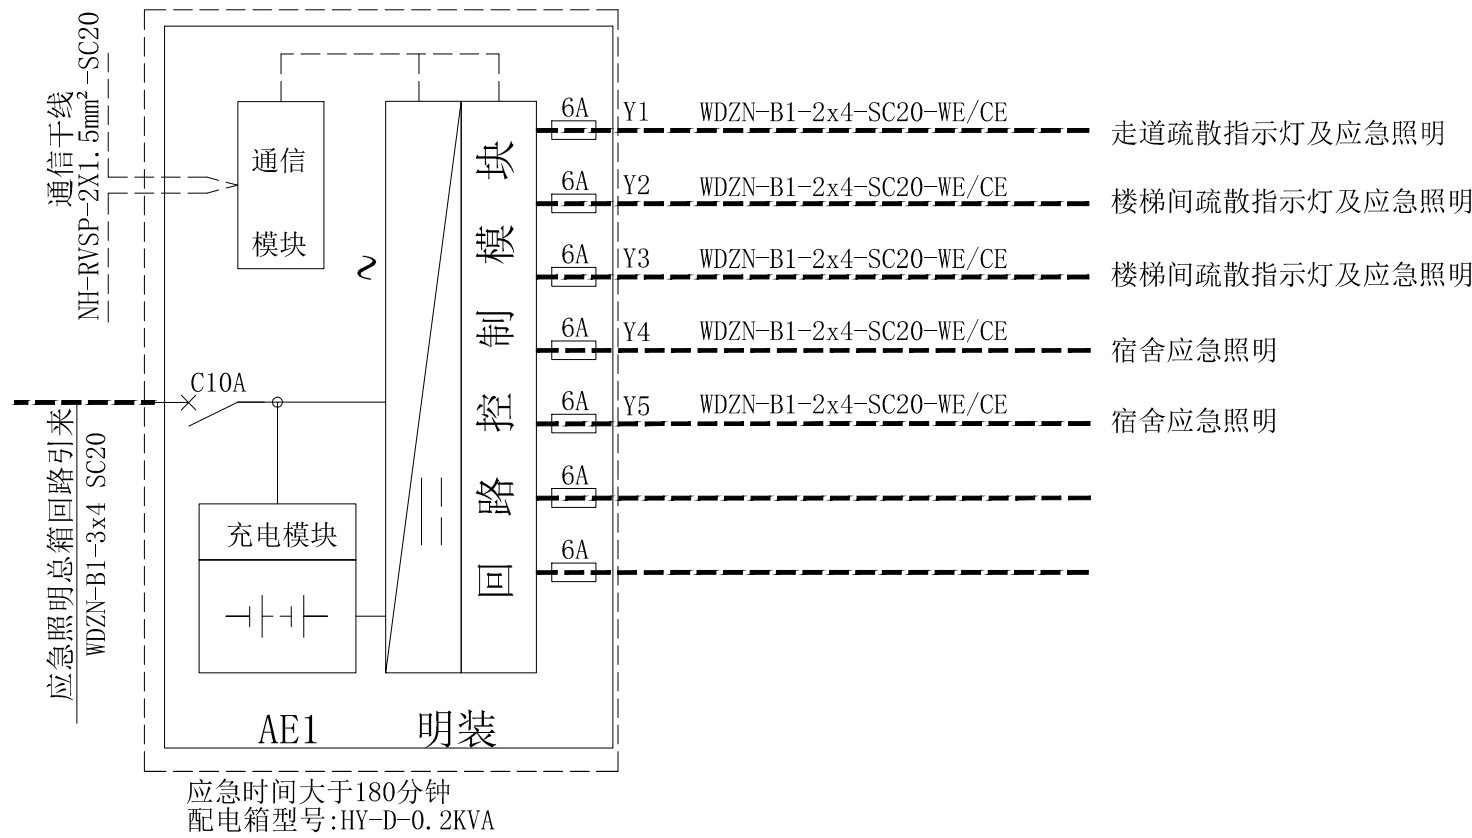 通信干线
NH-RVSP-2X1.5mm²-SC20
通信
模块
~
回路控制模块
6A
Y1
WDZN-B1-2x4-SC20-WE/CE
走道疏散指示灯及应急照明
6A
Y2
WDZN-B1-2x4-SC20-WE/CE
楼梯间疏散指示灯及应急照明
6A
Y3
WDZN-B1-2x4-SC20-WE/CE
楼梯间疏散指示灯及应急照明
6A
Y4
WDZN-B1-2x4-SC20-WE/CE
宿舍应急照明
6A
Y5
WDZN-B1-2x4-SC20-WE/CE
宿舍应急照明
6A
6A
C10A
应急照明总箱回路引来
WDZN-B1-3x4 SC20
充电模块
AE1
明装
应急时间大于180分钟
配电箱型号:HY-D-0.2KVA